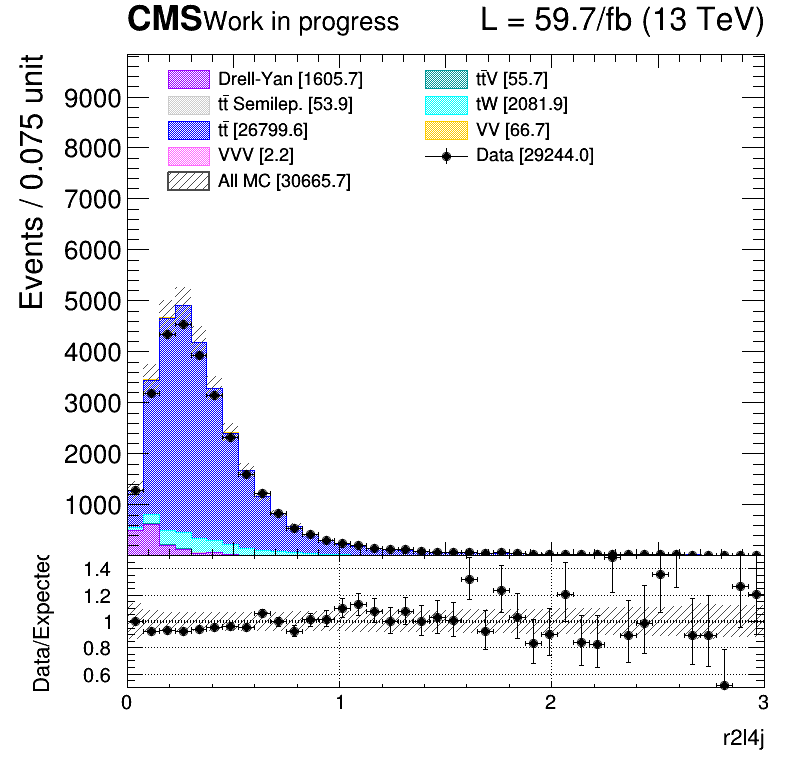 CMS Work in progress L = 59.7/fb (13 TeV)
Events / 0.075 unit
9000
8000
7000
6000
5000
4000
3000
2000
1000
Drell-Yan [1605.7]
tt̄ Semilep. [53.9]
tt̄ [26799.6]
VVV [2.2]
All MC [30665.7]
tt̄V [55.7]
tW [2081.9]
VV [66.7]
Data [29244.0]
Data/Expected
1.4
1.2
1
0.8
0.6
0 1 2 3
r2l4j